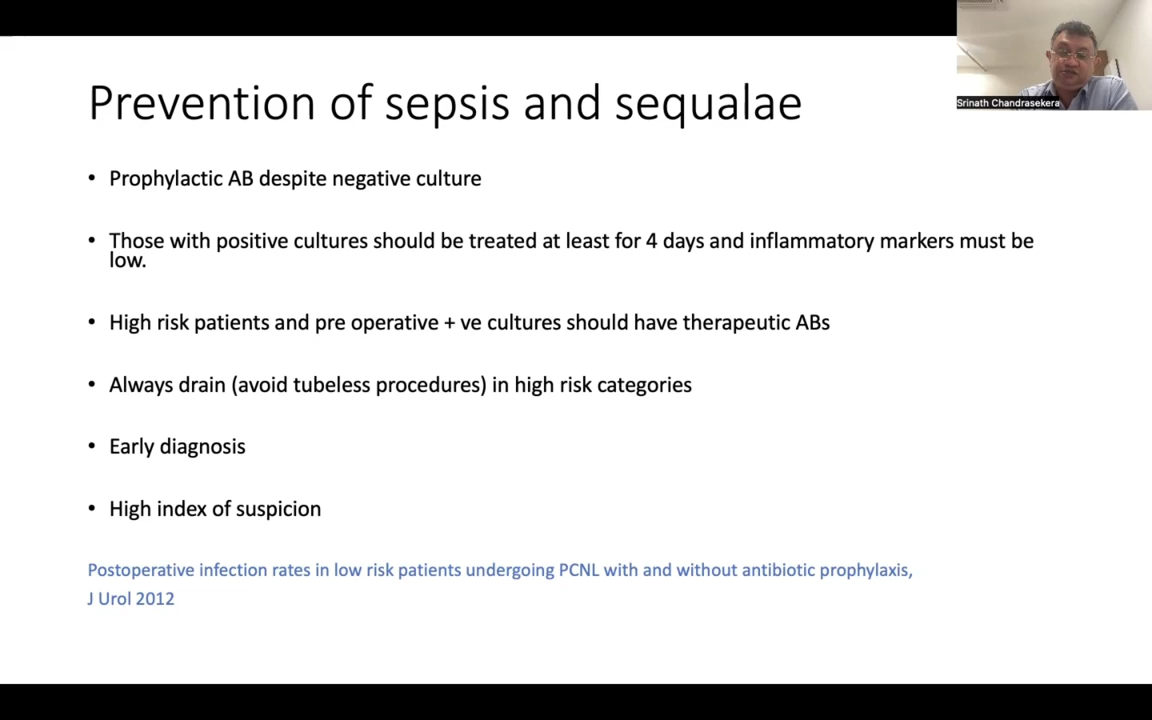 Prevention of sepsis and sequalae
Srinath Chandrasekera
• Prophylactic AB despite negative culture
• Those with positive cultures should be treated at least for 4 days and inflammatory markers must be
low.
• High risk patients and pre operative + ve cultures should have therapeutic ABs
• Always drain (avoid tubeless procedures) in high risk categories
• Early diagnosis
• High index of suspicion
Postoperative infection rates in low risk patients undergoing PCNL with and without antibiotic prophylaxis,
J Urol 2012